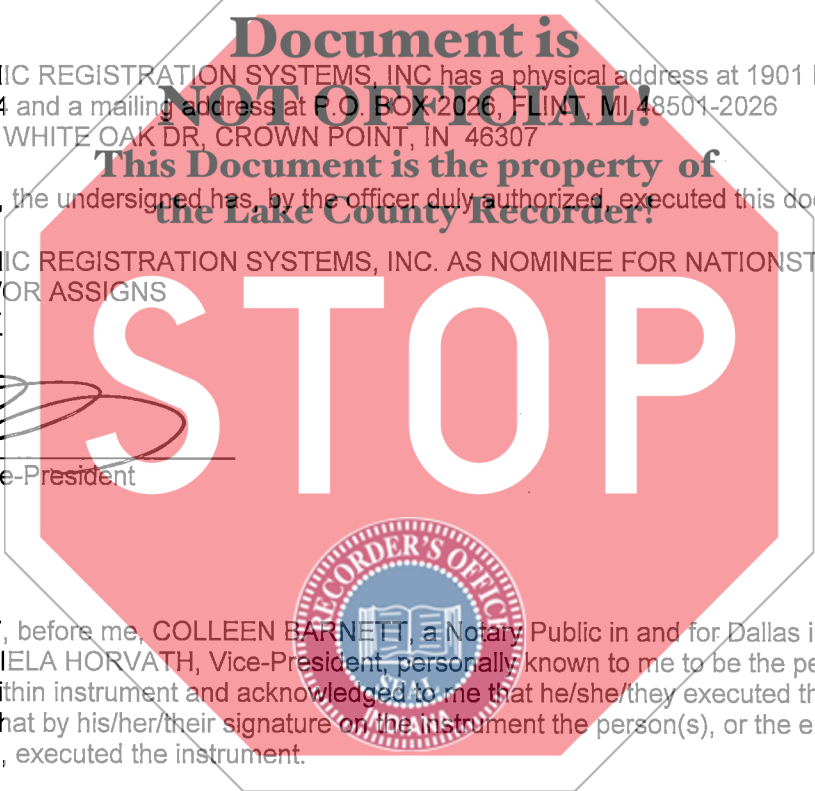 Document is
IC REGISTRATION SYSTEMS, INC has a physical address at 1901
and a mailing address at P.O. BOX 2026, FLINT, MI 48501-2026
NOT OFFICIAL!
WHITE OAK DR, CROWN POINT, IN 46307
This Document is the property of
, the undersigned has, by the officer duly authorized, executed this do
the Lake County Recorder!
IC REGISTRATION SYSTEMS, INC. AS NOMINEE FOR NATIONST
OR ASSIGNS
STOP
e-President
RECORDER'S OFFICE
, before me, COLLEEN BARNETT, a Notary Public in and for Dallas i
IELA HORVATH, Vice-President, personally known to me to be the pe
ithin instrument and acknowledged to me that he/she/they executed th
SEAL
hat by his/her/their signature on the instrument the person(s), or the e
INDIANA
, executed the instrument.